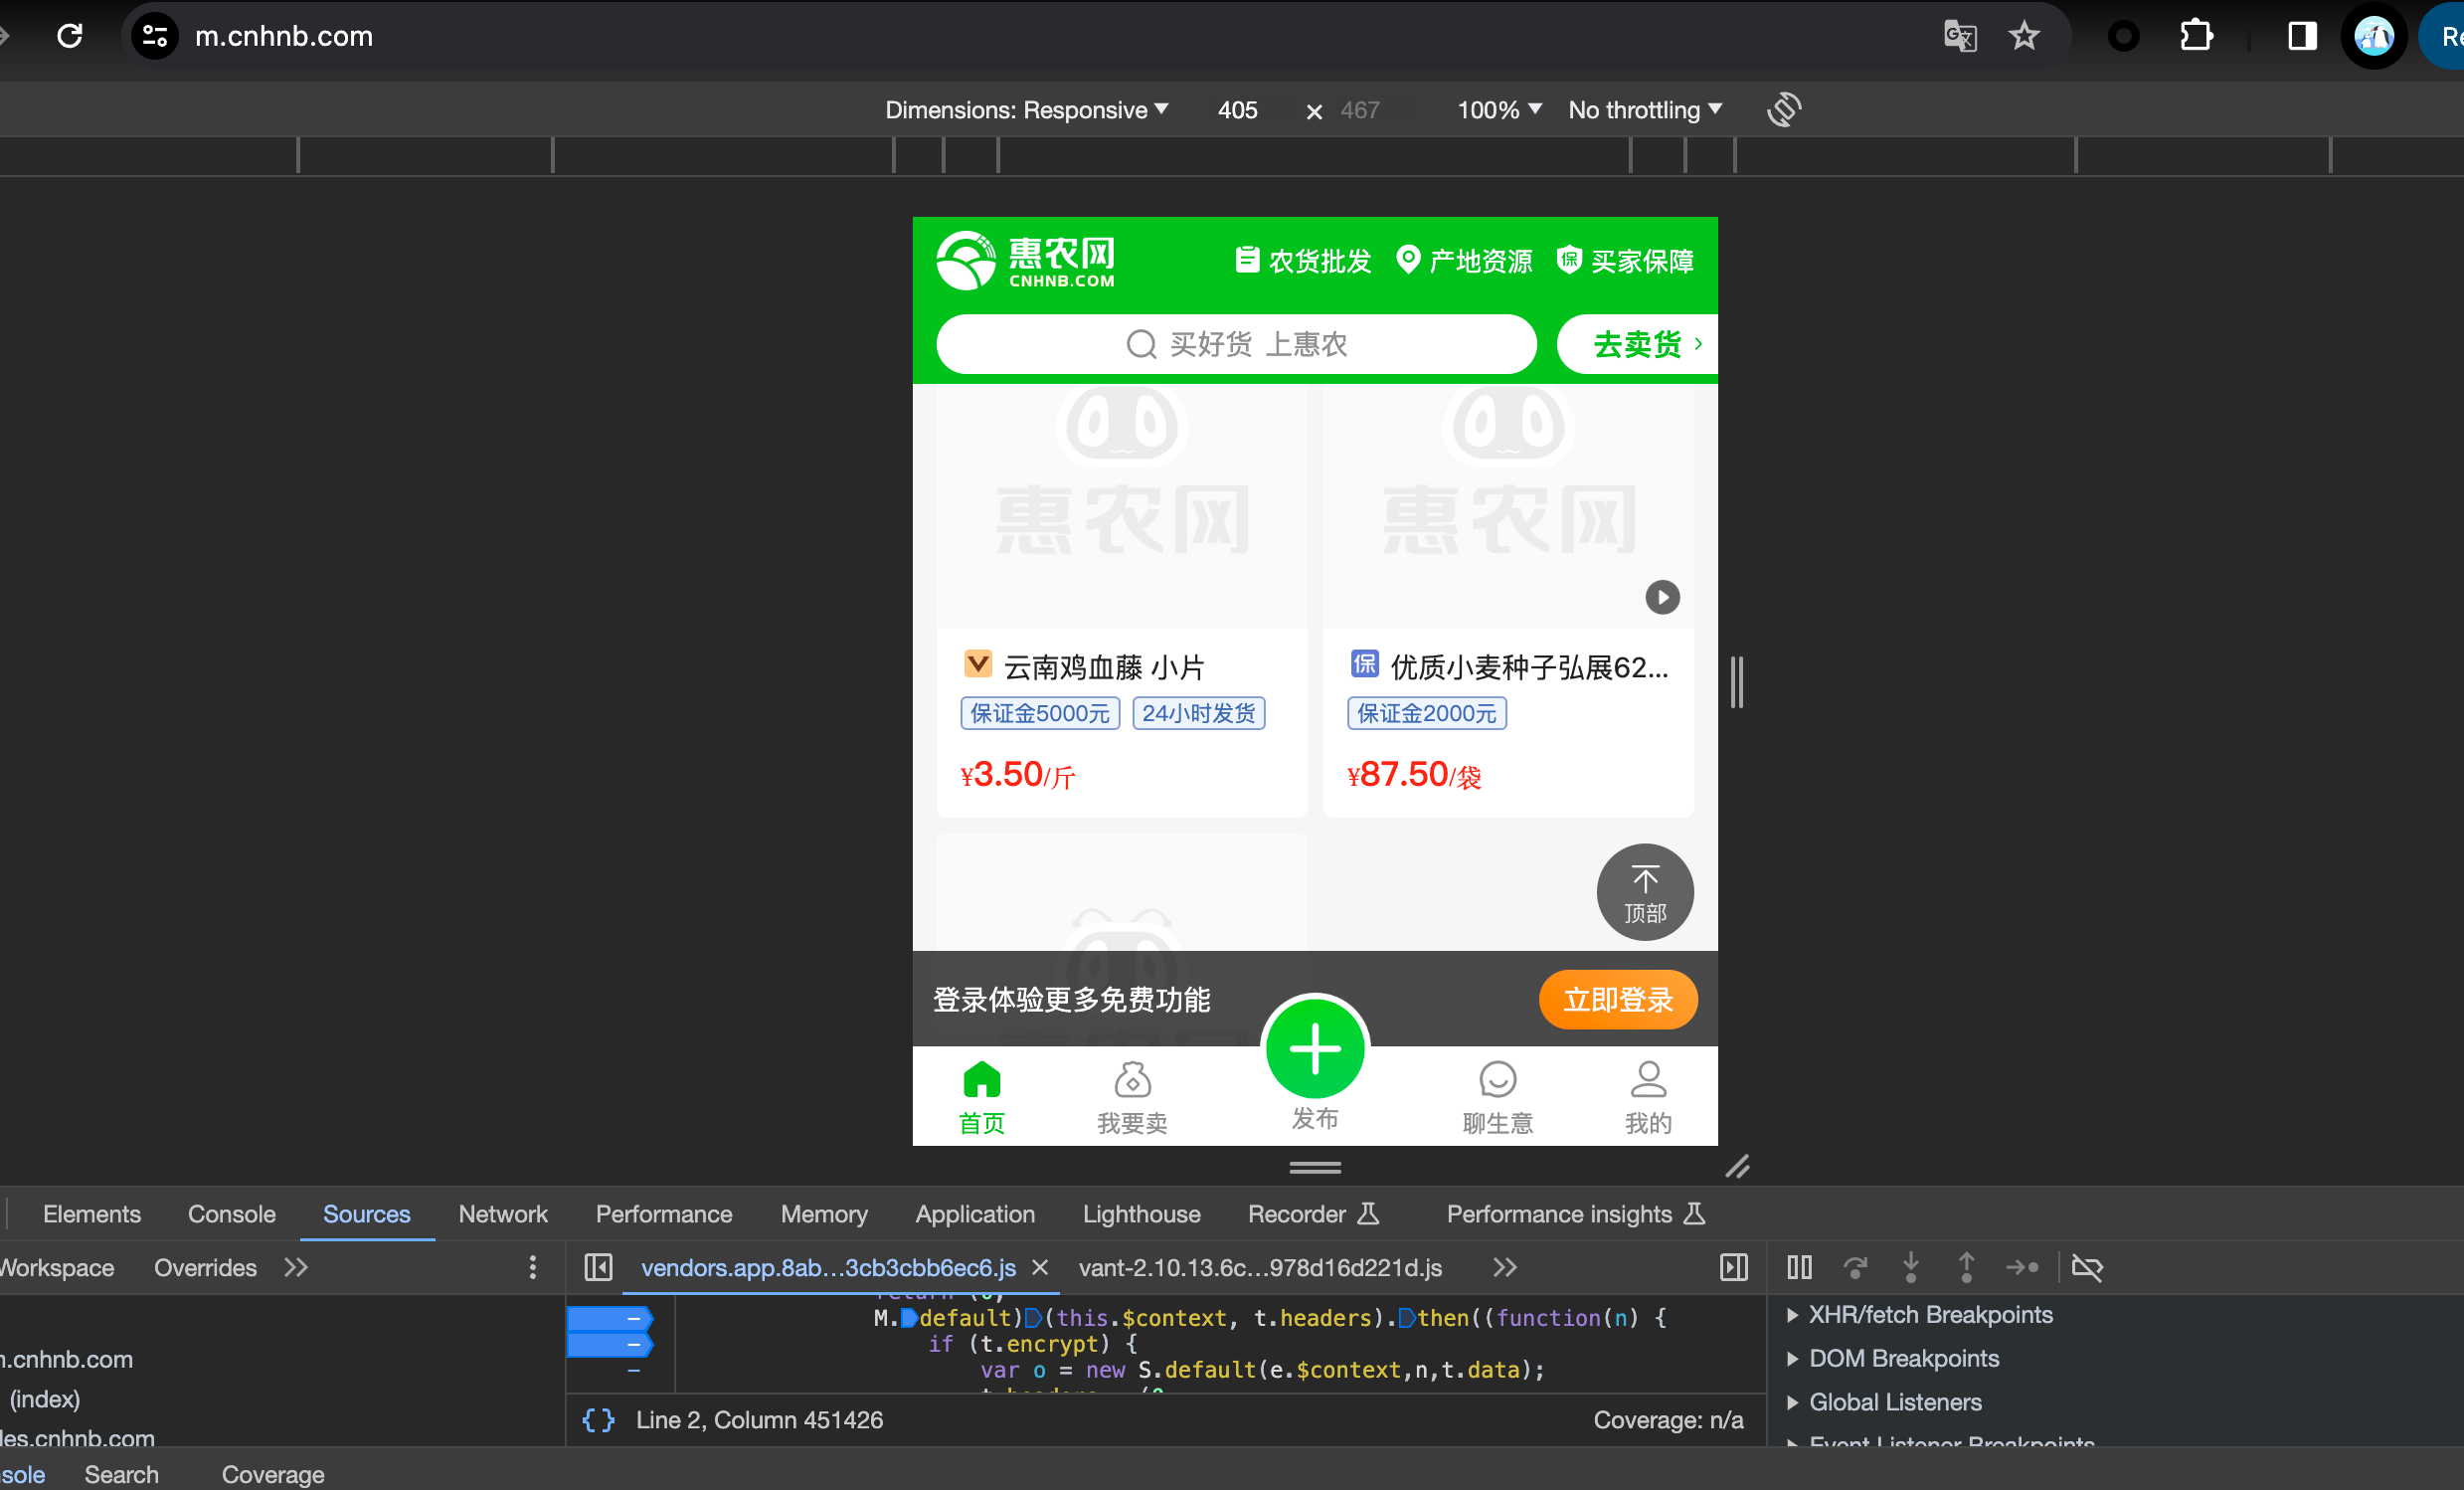 m.cnhnb.com
Dimensions: Responsive 405 × 467 100% No throttling
惠农网 CNHNB.COM 农货批发 产地资源 保 买家保障
买好货 上惠农 去卖货
惠农网 惠农网
云南鸡血藤 小片
保证金5000元 24小时发货
¥3.50/斤
保 优质小麦种子弘展62...
保证金2000元
¥87.50/袋
顶部
登录体验更多免费功能 立即登录
首页 我要卖 发布 聊生意 我的
Elements Console Sources Network Performance Memory Application Lighthouse Recorder Performance insights
Workspace Overrides
vendors.app.8ab…3cb3cbb6ec6.js × vant-2.10.13.6c…978d16d221d.js
M.default)(this.$context, t.headers).then((function(n) {
if (t.encrypt) {
var o = new S.default(e.$context,n,t.data);
{} Line 2, Column 451426 Coverage: n/a
cnhnb.com
(index)
les.cnhnb.com
XHR/fetch Breakpoints
DOM Breakpoints
Global Listeners
Event Listener Breakpoints
sole Search Coverage